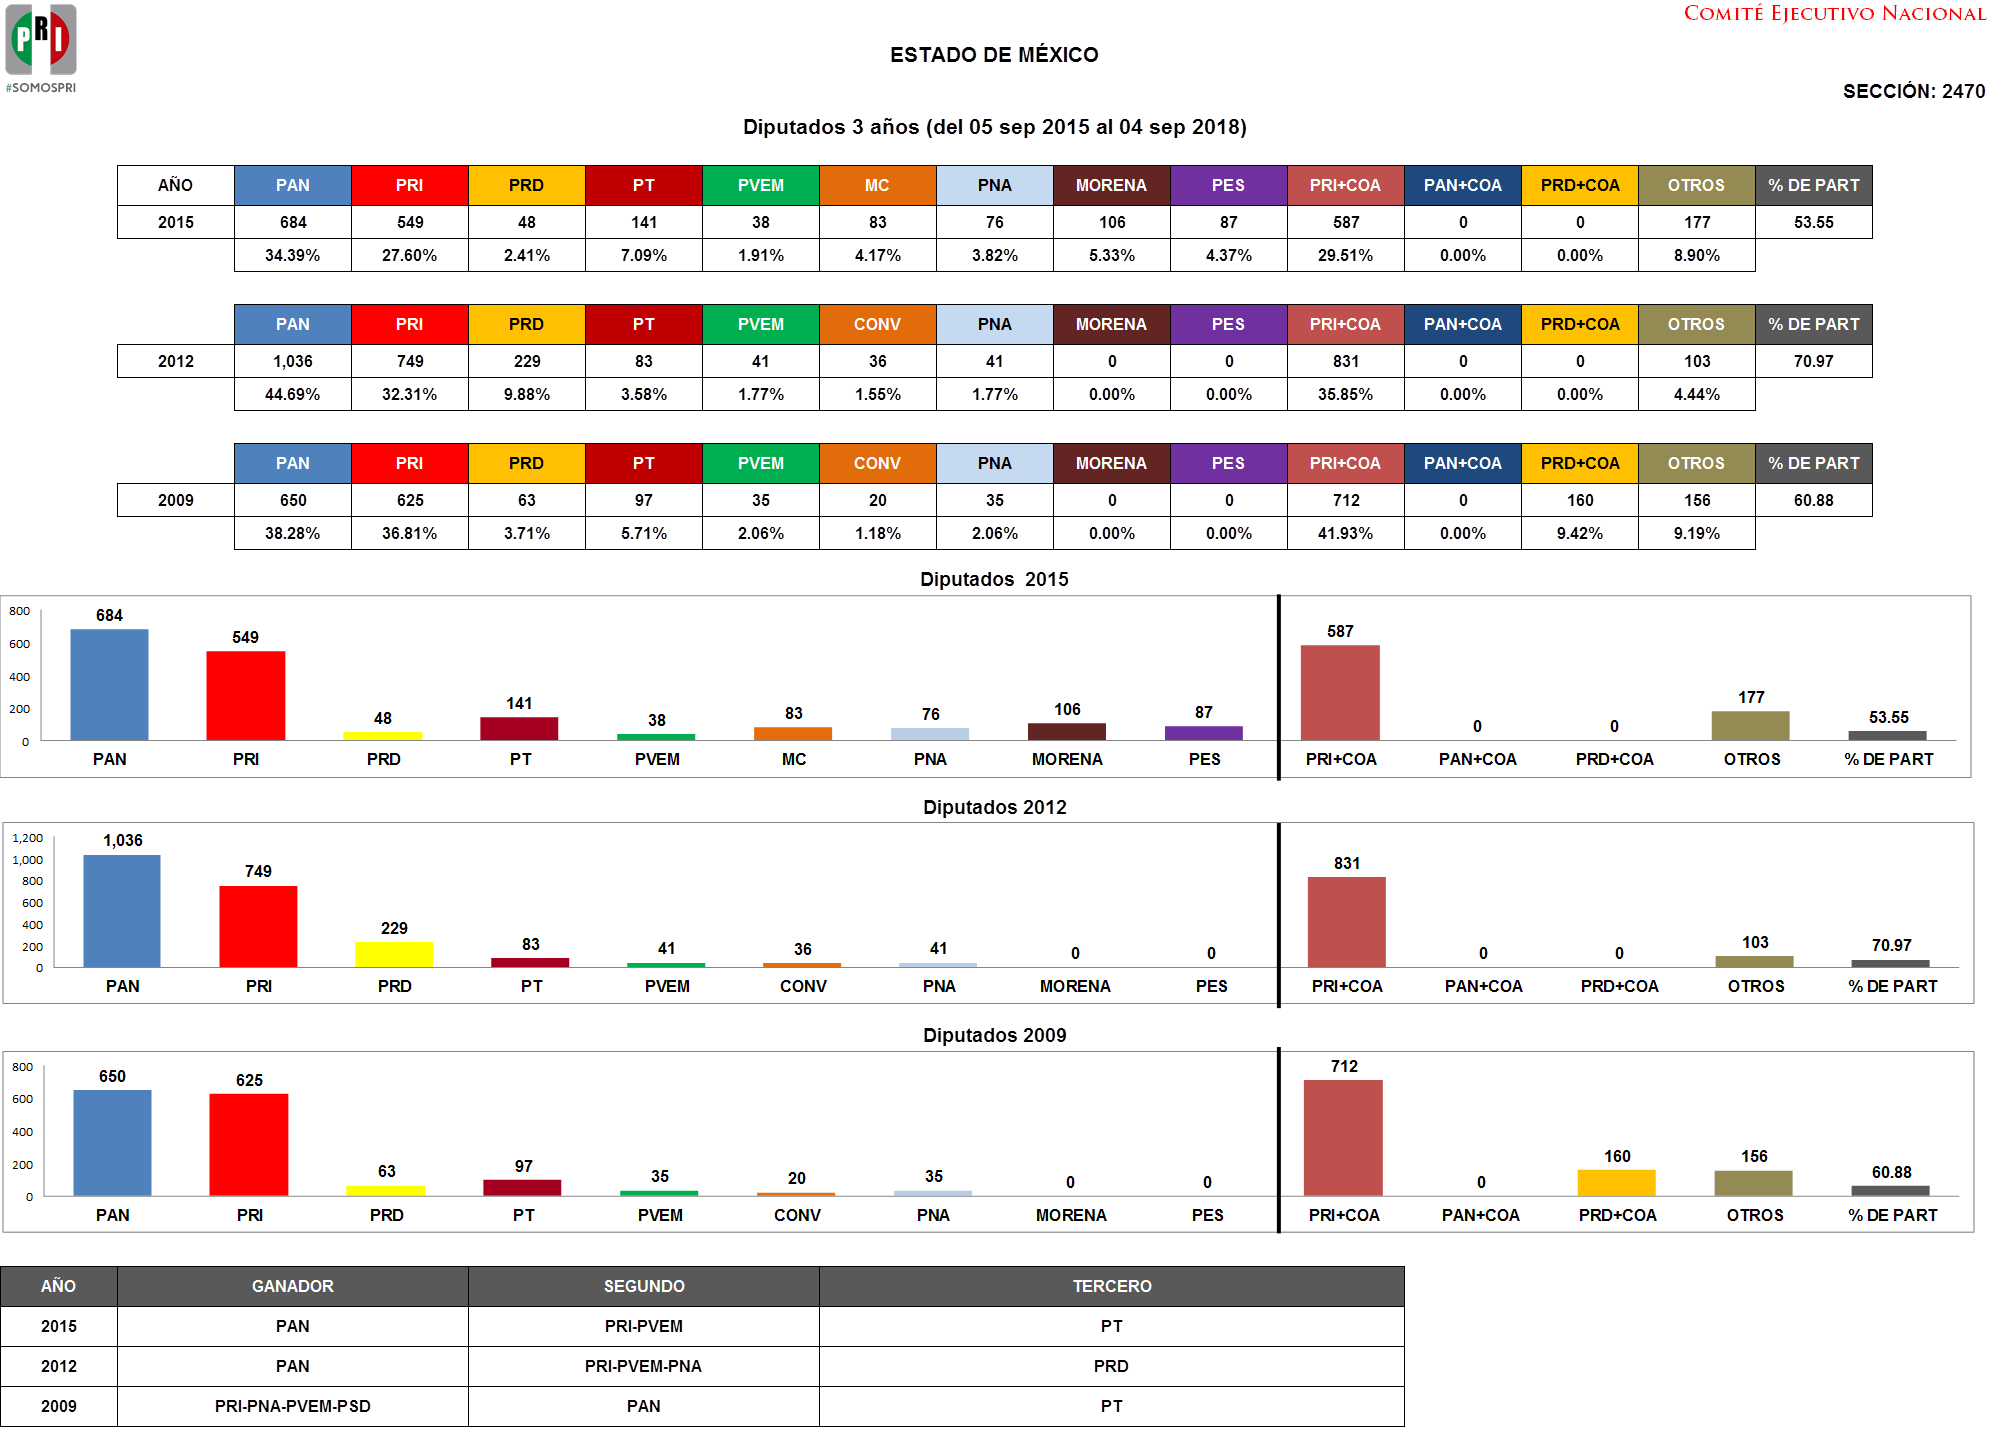 PRI
#SOMOSPRI
COMITÉ EJECUTIVO NACIONAL
ESTADO DE MÉXICO
SECCIÓN: 2470
Diputados 3 años (del 05 sep 2015 al 04 sep 2018)
AÑO PAN PRI PRD PT PVEM MC PNA MORENA PES PRI+COA PAN+COA PRD+COA OTROS % DE PART
2015 684 549 48 141 38 83 76 106 87 587 0 0 177 53.55
34.39% 27.60% 2.41% 7.09% 1.91% 4.17% 3.82% 5.33% 4.37% 29.51% 0.00% 0.00% 8.90%
PAN PRI PRD PT PVEM CONV PNA MORENA PES PRI+COA PAN+COA PRD+COA OTROS % DE PART
2012 1,036 749 229 83 41 36 41 0 0 831 0 0 103 70.97
44.69% 32.31% 9.88% 3.58% 1.77% 1.55% 1.77% 0.00% 0.00% 35.85% 0.00% 0.00% 4.44%
PAN PRI PRD PT PVEM CONV PNA MORENA PES PRI+COA PAN+COA PRD+COA OTROS % DE PART
2009 650 625 63 97 35 20 35 0 0 712 0 160 156 60.88
38.28% 36.81% 3.71% 5.71% 2.06% 1.18% 2.06% 0.00% 0.00% 41.93% 0.00% 9.42% 9.19%
Diputados 2015
800
600
400
200
0
684 549 48 141 38 83 76 106 87 587 0 0 177 53.55
PAN PRI PRD PT PVEM MC PNA MORENA PES PRI+COA PAN+COA PRD+COA OTROS % DE PART
Diputados 2012
1,200
1,000
800
600
400
200
0
1,036 749 229 83 41 36 41 0 0 831 0 0 103 70.97
PAN PRI PRD PT PVEM CONV PNA MORENA PES PRI+COA PAN+COA PRD+COA OTROS % DE PART
Diputados 2009
800
600
400
200
0
650 625 63 97 35 20 35 0 0 712 0 160 156 60.88
PAN PRI PRD PT PVEM CONV PNA MORENA PES PRI+COA PAN+COA PRD+COA OTROS % DE PART
AÑO GANADOR SEGUNDO TERCERO
2015 PAN PRI-PVEM PT
2012 PAN PRI-PVEM-PNA PRD
2009 PRI-PNA-PVEM-PSD PAN PT